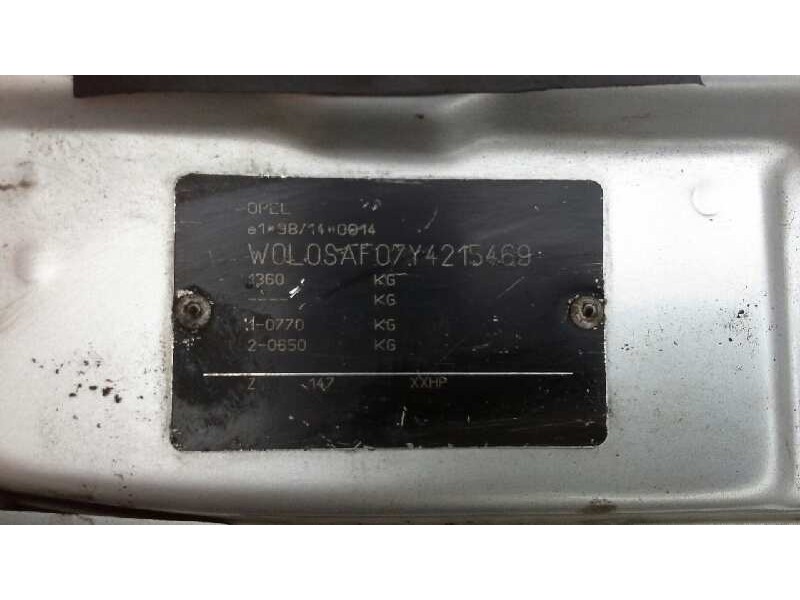 OPEL
e1*98/14*0014
W0L0SAF07Y4215469
1360 KG
---- KG
1-0770 KG
2-0650 KG
Z 147 XXHP